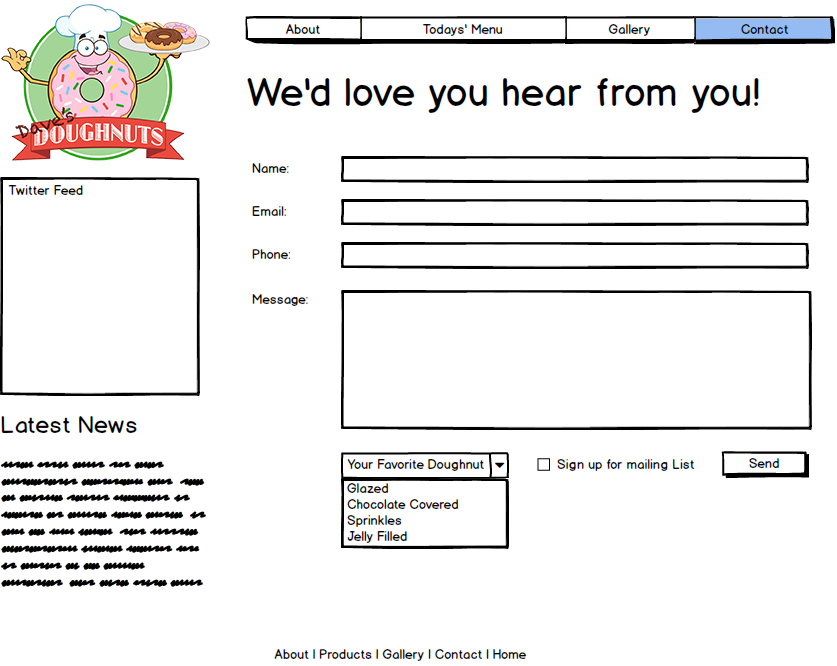 About Todays' Menu Gallery Contact
Dave's
DOUGHNUTS
We'd love you hear from you!
Twitter Feed
Name:
Email:
Phone:
Message:
Latest News
Your Favorite Doughnut
Glazed
Chocolate Covered
Sprinkles
Jelly Filled
Sign up for mailing List
Send
About | Products | Gallery | Contact | Home